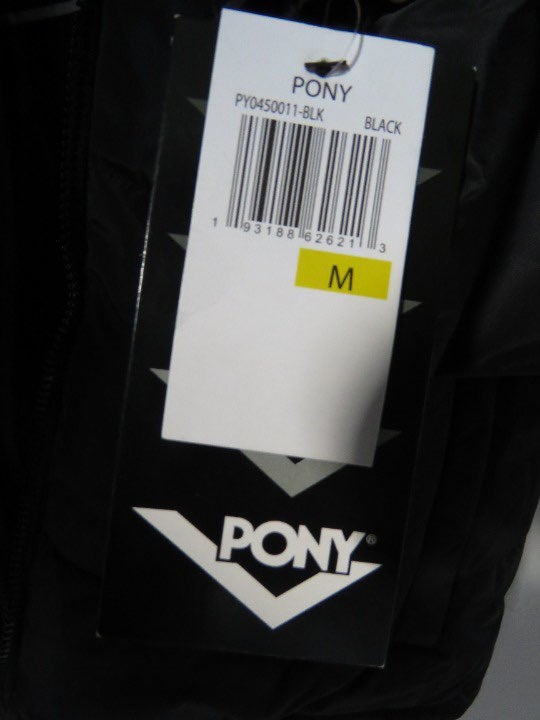 PONY
PY0450011-BLK BLACK
1 93188 62621 3
M
PONY®